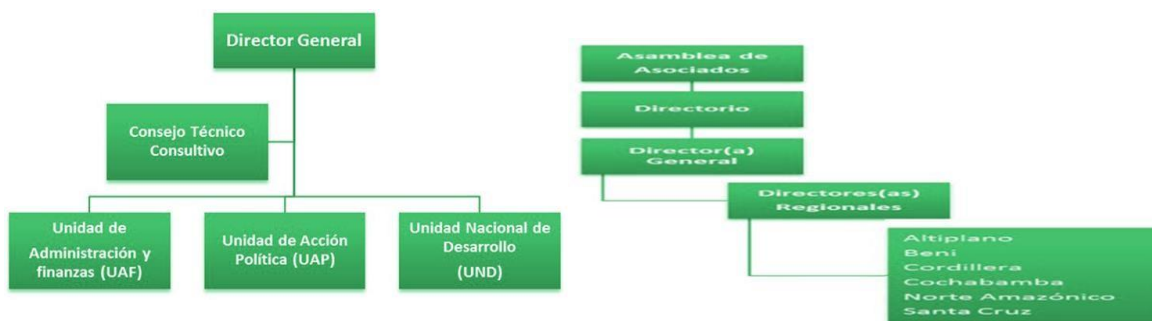 Director General
Consejo Técnico
Consultivo
Unidad de
Administración y
finanzas (UAF)
Unidad de Acción
Política (UAP)
Unidad Nacional de
Desarrollo
(UND)
Asamblea de
Asociados
Directorio
Director(a)
General
Directores(as)
Regionales
Altiplano
Beni
Cordillera
Cochabamba
Norte Amazónico
Santa Cruz